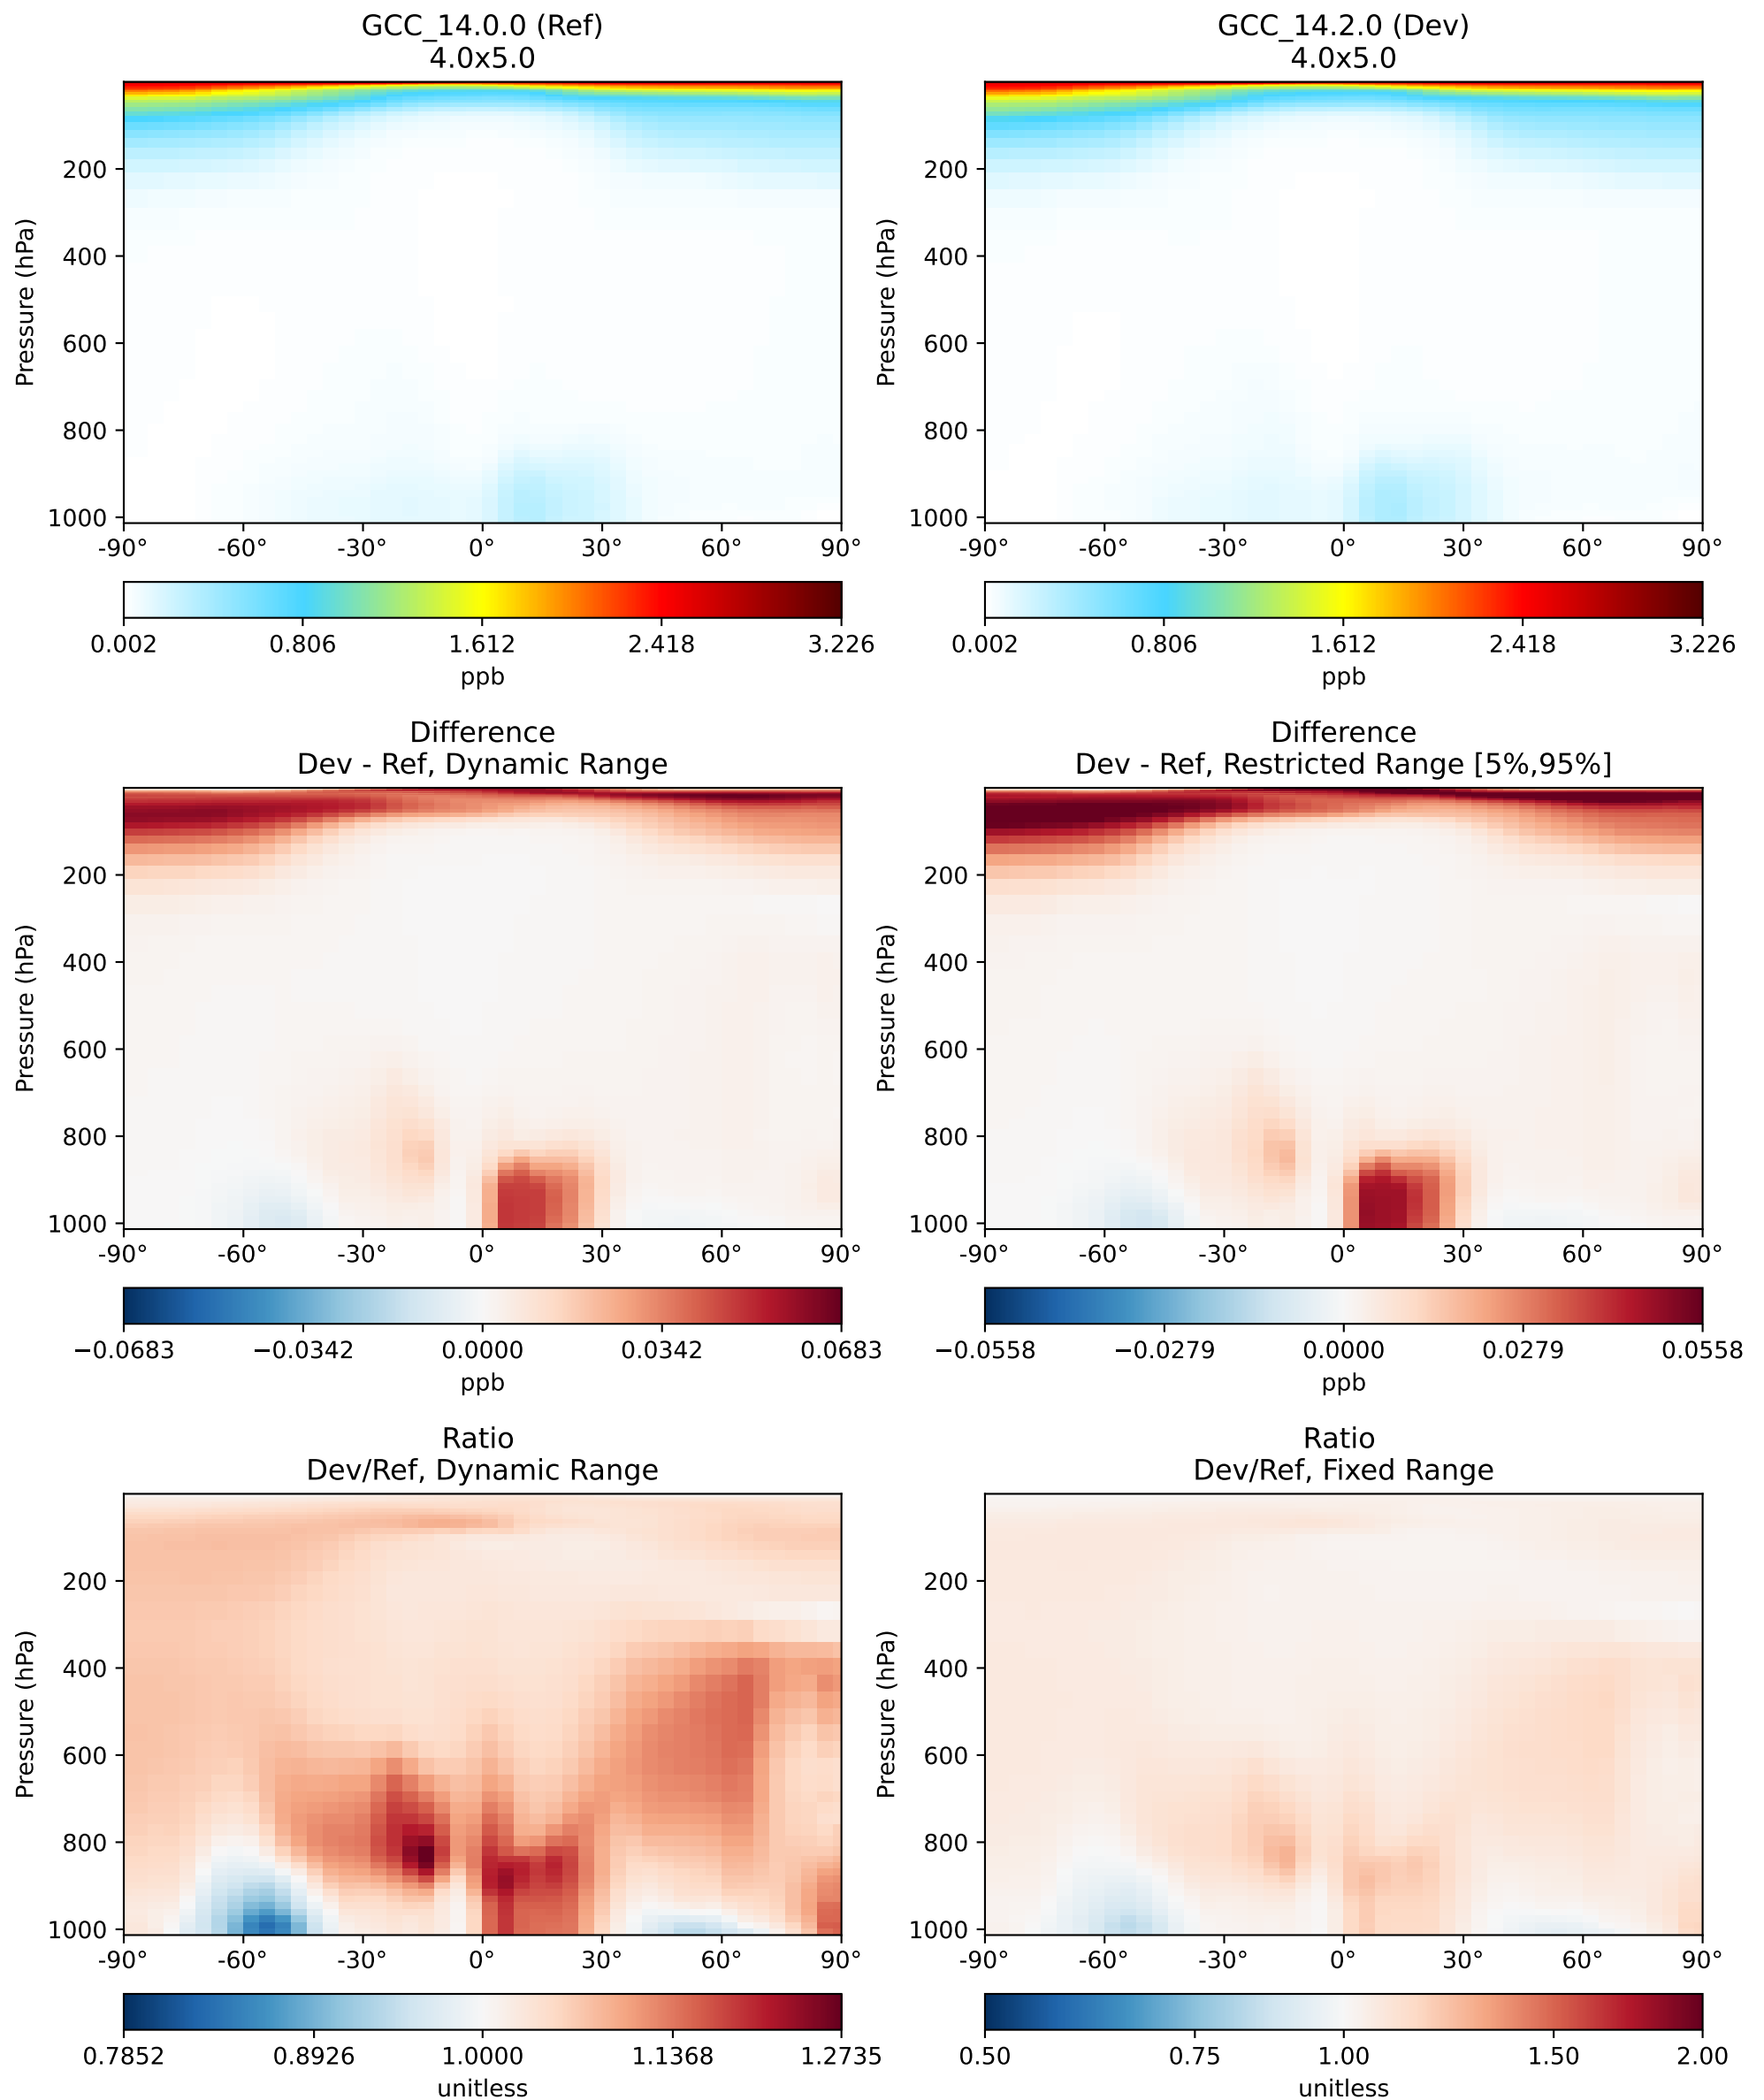 GCC_14.0.0 (Ref)
4.0x5.0
Pressure (hPa)
200
400
600
800
1000
-90° -60° -30° 0° 30° 60° 90°
0.002 0.806 1.612 2.418 3.226
ppb
GCC_14.2.0 (Dev)
4.0x5.0
Pressure (hPa)
200
400
600
800
1000
-90° -60° -30° 0° 30° 60° 90°
0.002 0.806 1.612 2.418 3.226
ppb
Difference
Dev - Ref, Dynamic Range
Pressure (hPa)
200
400
600
800
1000
-90° -60° -30° 0° 30° 60° 90°
−0.0683 −0.0342 0.0000 0.0342 0.0683
ppb
Difference
Dev - Ref, Restricted Range [5%,95%]
Pressure (hPa)
200
400
600
800
1000
-90° -60° -30° 0° 30° 60° 90°
−0.0558 −0.0279 0.0000 0.0279 0.0558
ppb
Ratio
Dev/Ref, Dynamic Range
Pressure (hPa)
200
400
600
800
1000
-90° -60° -30° 0° 30° 60° 90°
0.7852 0.8926 1.0000 1.1368 1.2735
unitless
Ratio
Dev/Ref, Fixed Range
Pressure (hPa)
200
400
600
800
1000
-90° -60° -30° 0° 30° 60° 90°
0.50 0.75 1.00 1.50 2.00
unitless